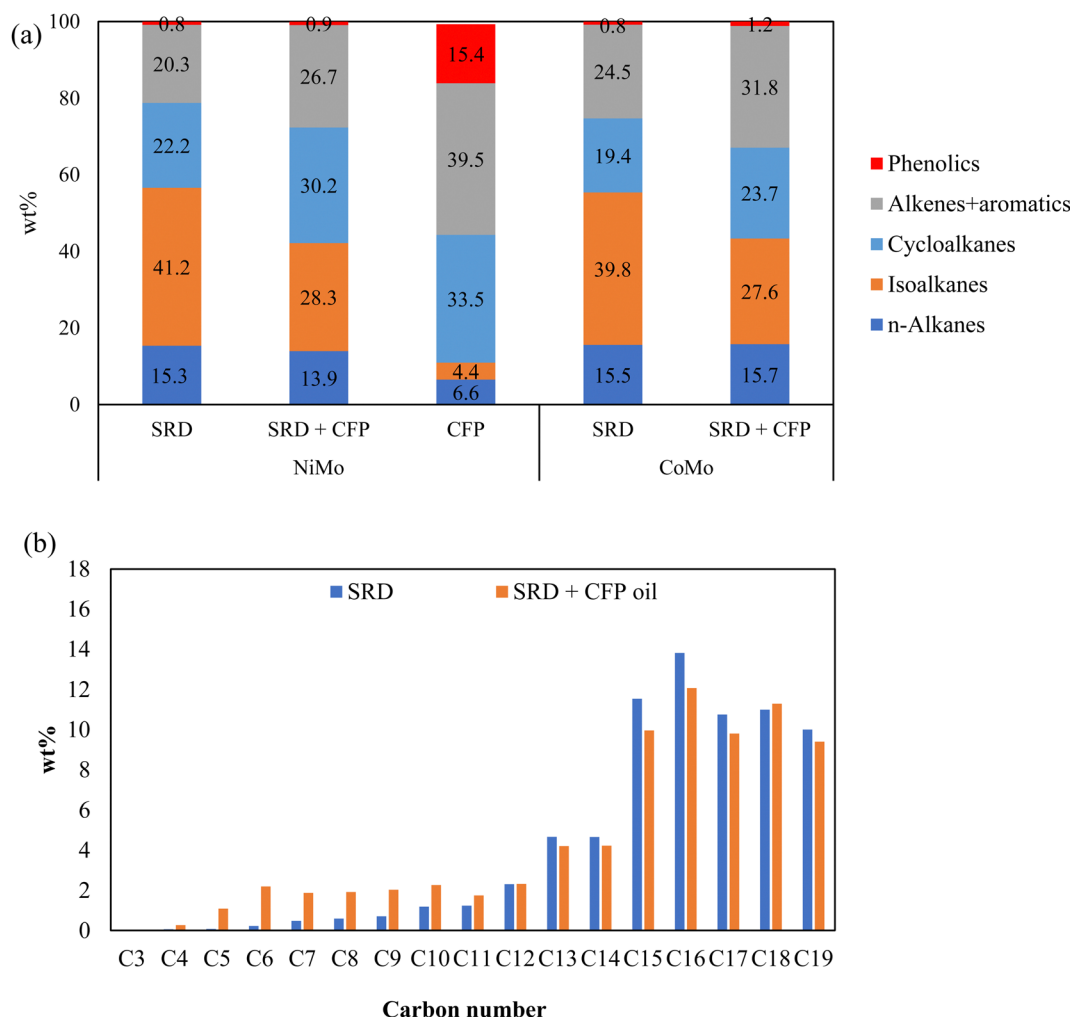 (a)
100
80
60
40
20
0
wt%
0.8 0.9 15.4 0.8 1.2
20.3 26.7 39.5 24.5 31.8
22.2 30.2 33.5 19.4 23.7
41.2 28.3 4.4 39.8 27.6
15.3 13.9 6.6 15.5 15.7
SRD SRD + CFP CFP SRD SRD + CFP
NiMo CoMo
Phenolics
Alkenes+aromatics
Cycloalkanes
Isoalkanes
n-Alkanes
(b)
SRD SRD + CFP oil
18
16
14
12
10
8
6
4
2
0
wt%
C3 C4 C5 C6 C7 C8 C9 C10 C11 C12 C13 C14 C15 C16 C17 C18 C19
Carbon number